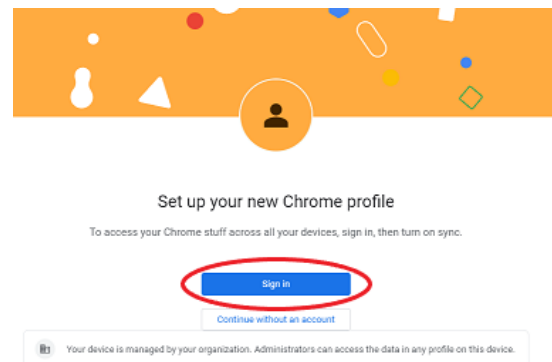 Set up your new Chrome profile
To access your Chrome stuff across all your devices, sign in, then turn on sync.
Sign in
Continue without an account
Your device is managed by your organization. Administrators can access the data in any profile on this device.